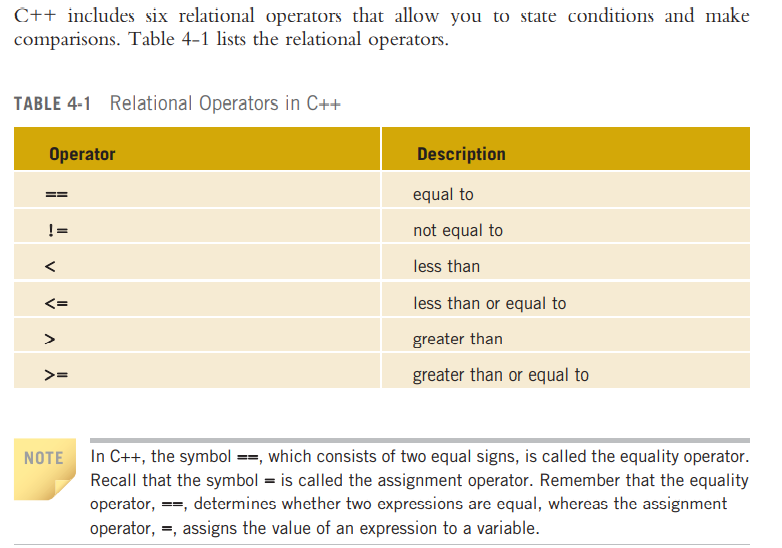 C++ includes six relational operators that allow you to state conditions and make
comparisons. Table 4-1 lists the relational operators.
TABLE 4-1 Relational Operators in C++
Operator Description
== equal to
!= not equal to
< less than
<= less than or equal to
> greater than
>= greater than or equal to
NOTE
In C++, the symbol ==, which consists of two equal signs, is called the equality operator.
Recall that the symbol = is called the assignment operator. Remember that the equality
operator, ==, determines whether two expressions are equal, whereas the assignment
operator, =, assigns the value of an expression to a variable.